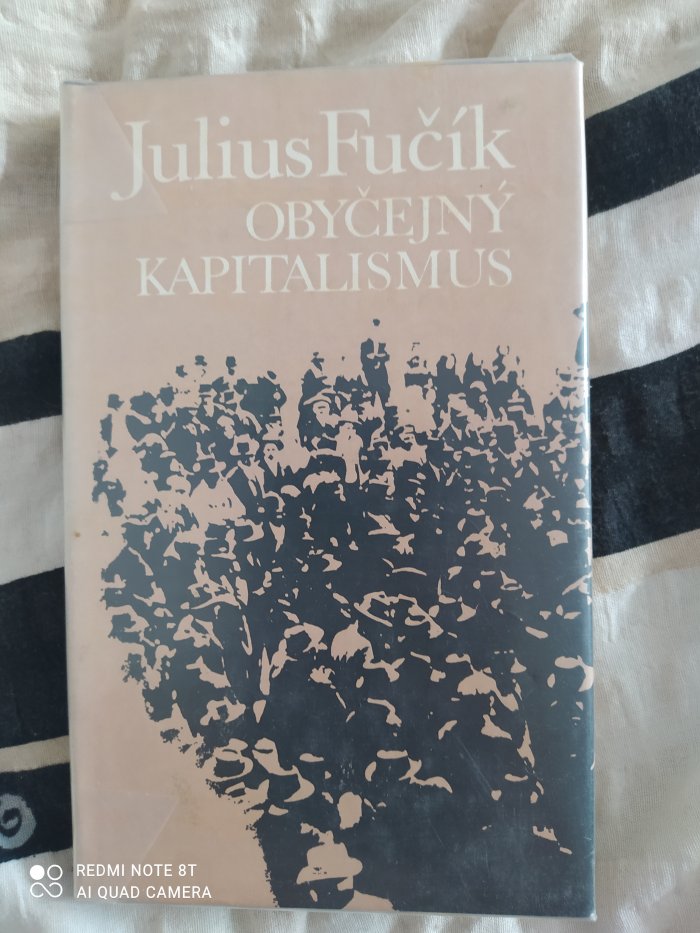 Julius Fučík
OBYČEJNÝ
KAPITALISMUS
REDMI NOTE 8T
AI QUAD CAMERA